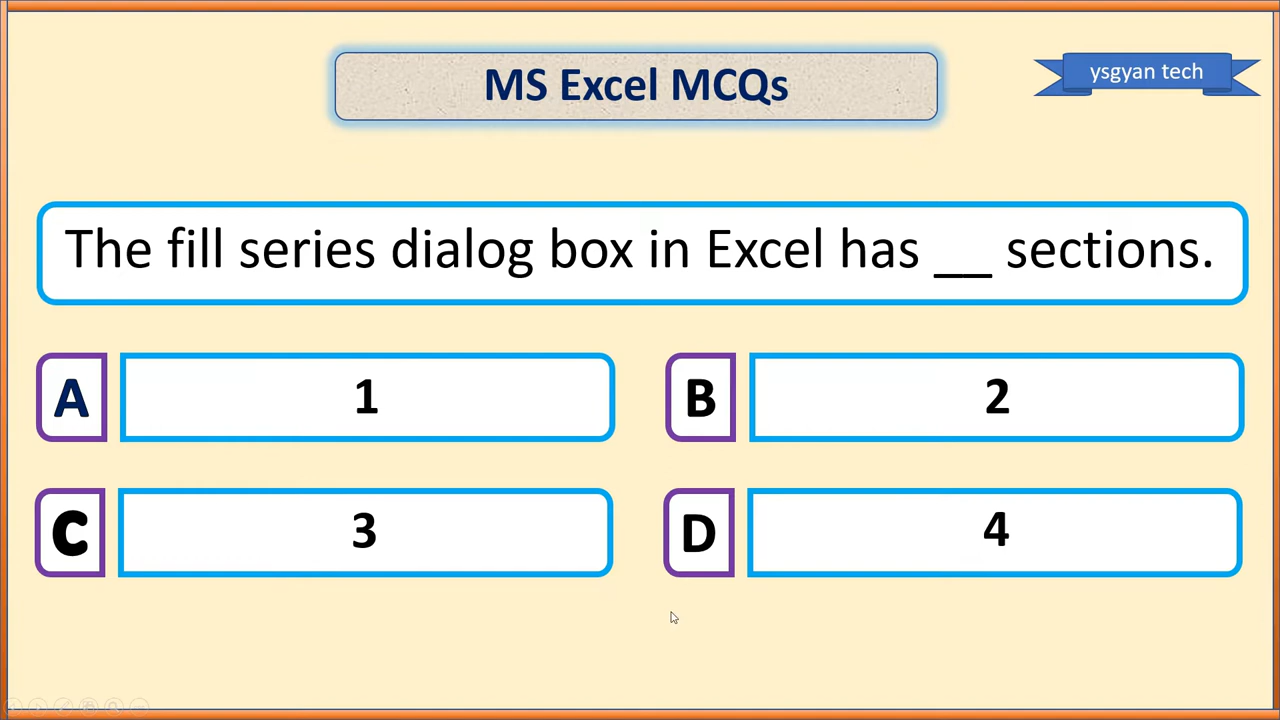 MS Excel MCQs
ysgyan tech
The fill series dialog box in Excel has __ sections.
A
1
B
2
C
3
D
4